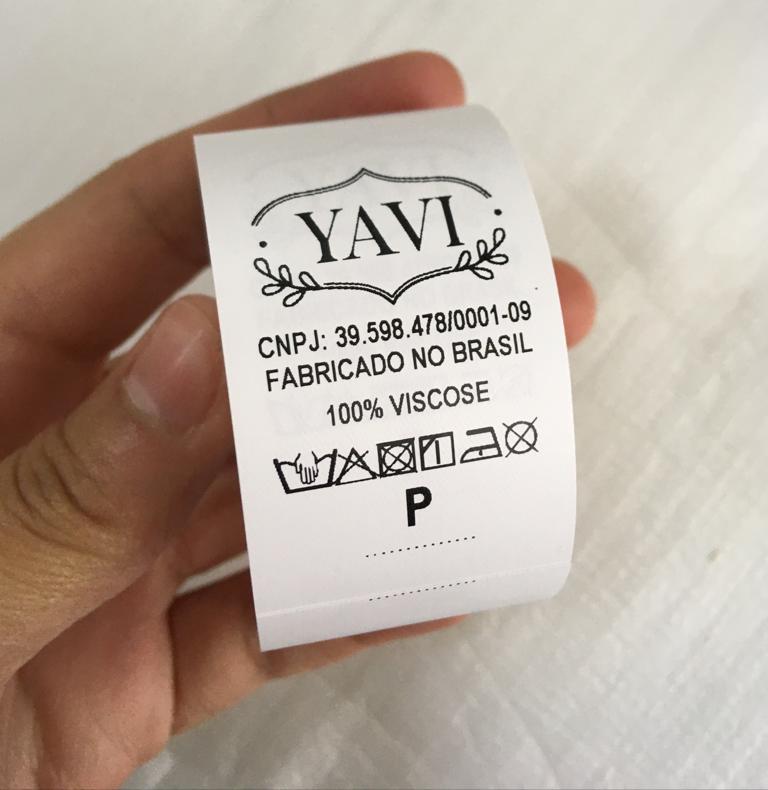 YAVI
CNPJ: 39.598.478/0001-09
FABRICADO NO BRASIL
100% VISCOSE
P